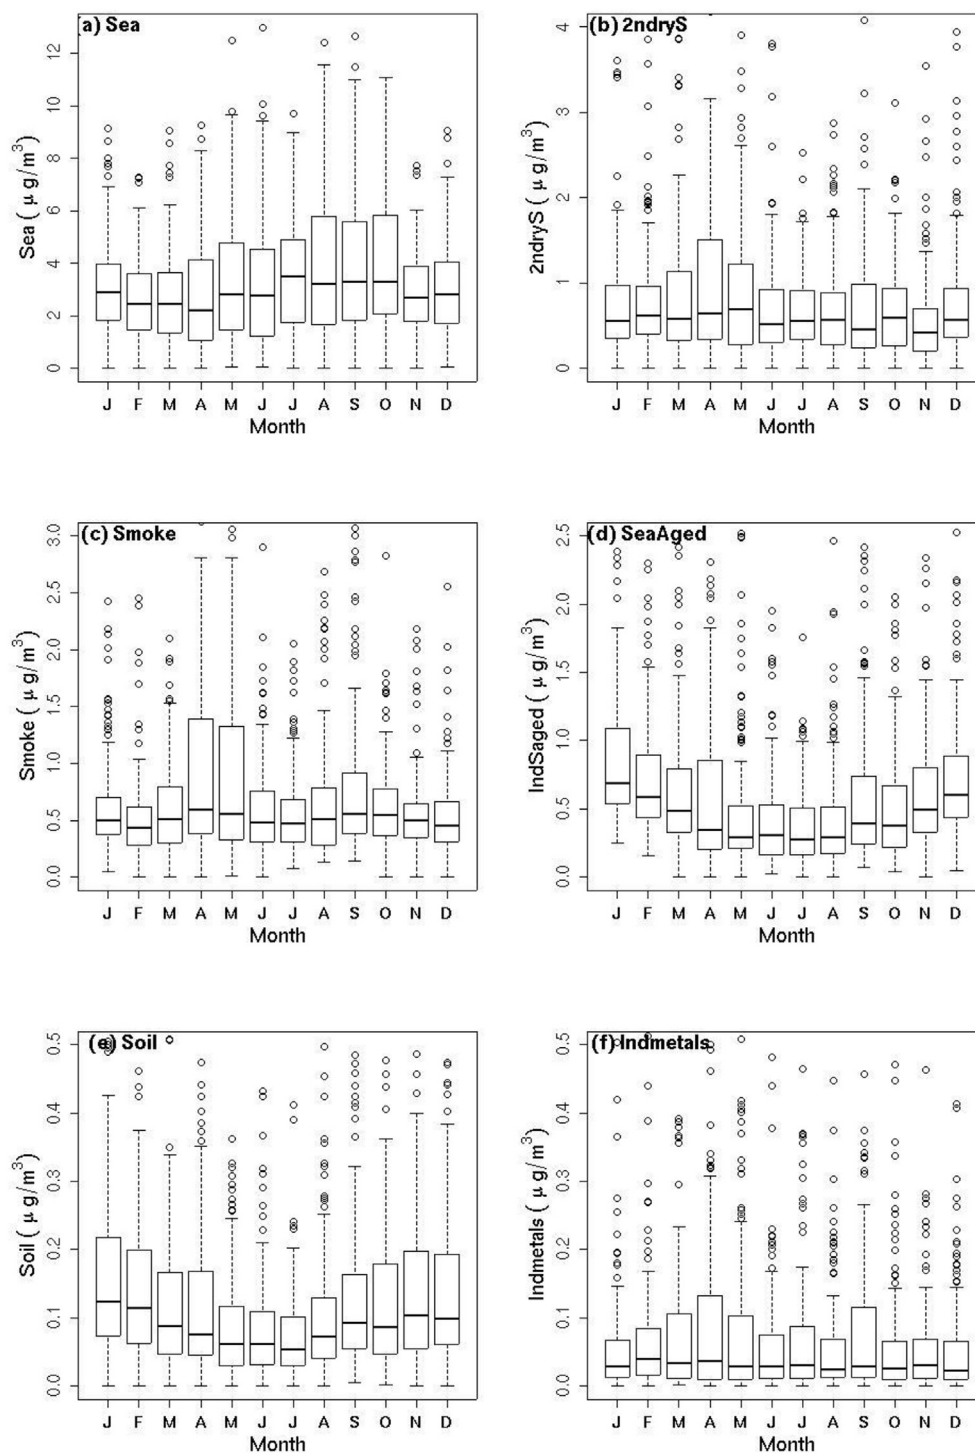 (a) Sea
Sea ( μ g/m³)
12
10
8
6
4
2
0
J F M A M J J A S O N D
Month
(b) 2ndryS
2ndryS ( μ g/m³)
4
3
2
1
0
J F M A M J J A S O N D
Month
(c) Smoke
Smoke ( μ g/m³)
3.0
2.5
2.0
1.5
1.0
0.5
0.0
J F M A M J J A S O N D
Month
(d) SeaAged
IndSaged ( μ g/m³)
2.5
2.0
1.5
1.0
0.5
0.0
J F M A M J J A S O N D
Month
(e) Soil
Soil ( μ g/m³)
0.5
0.4
0.3
0.2
0.1
0.0
J F M A M J J A S O N D
Month
(f) Indmetals
Indmetals ( μ g/m³)
0.5
0.4
0.3
0.2
0.1
0.0
J F M A M J J A S O N D
Month